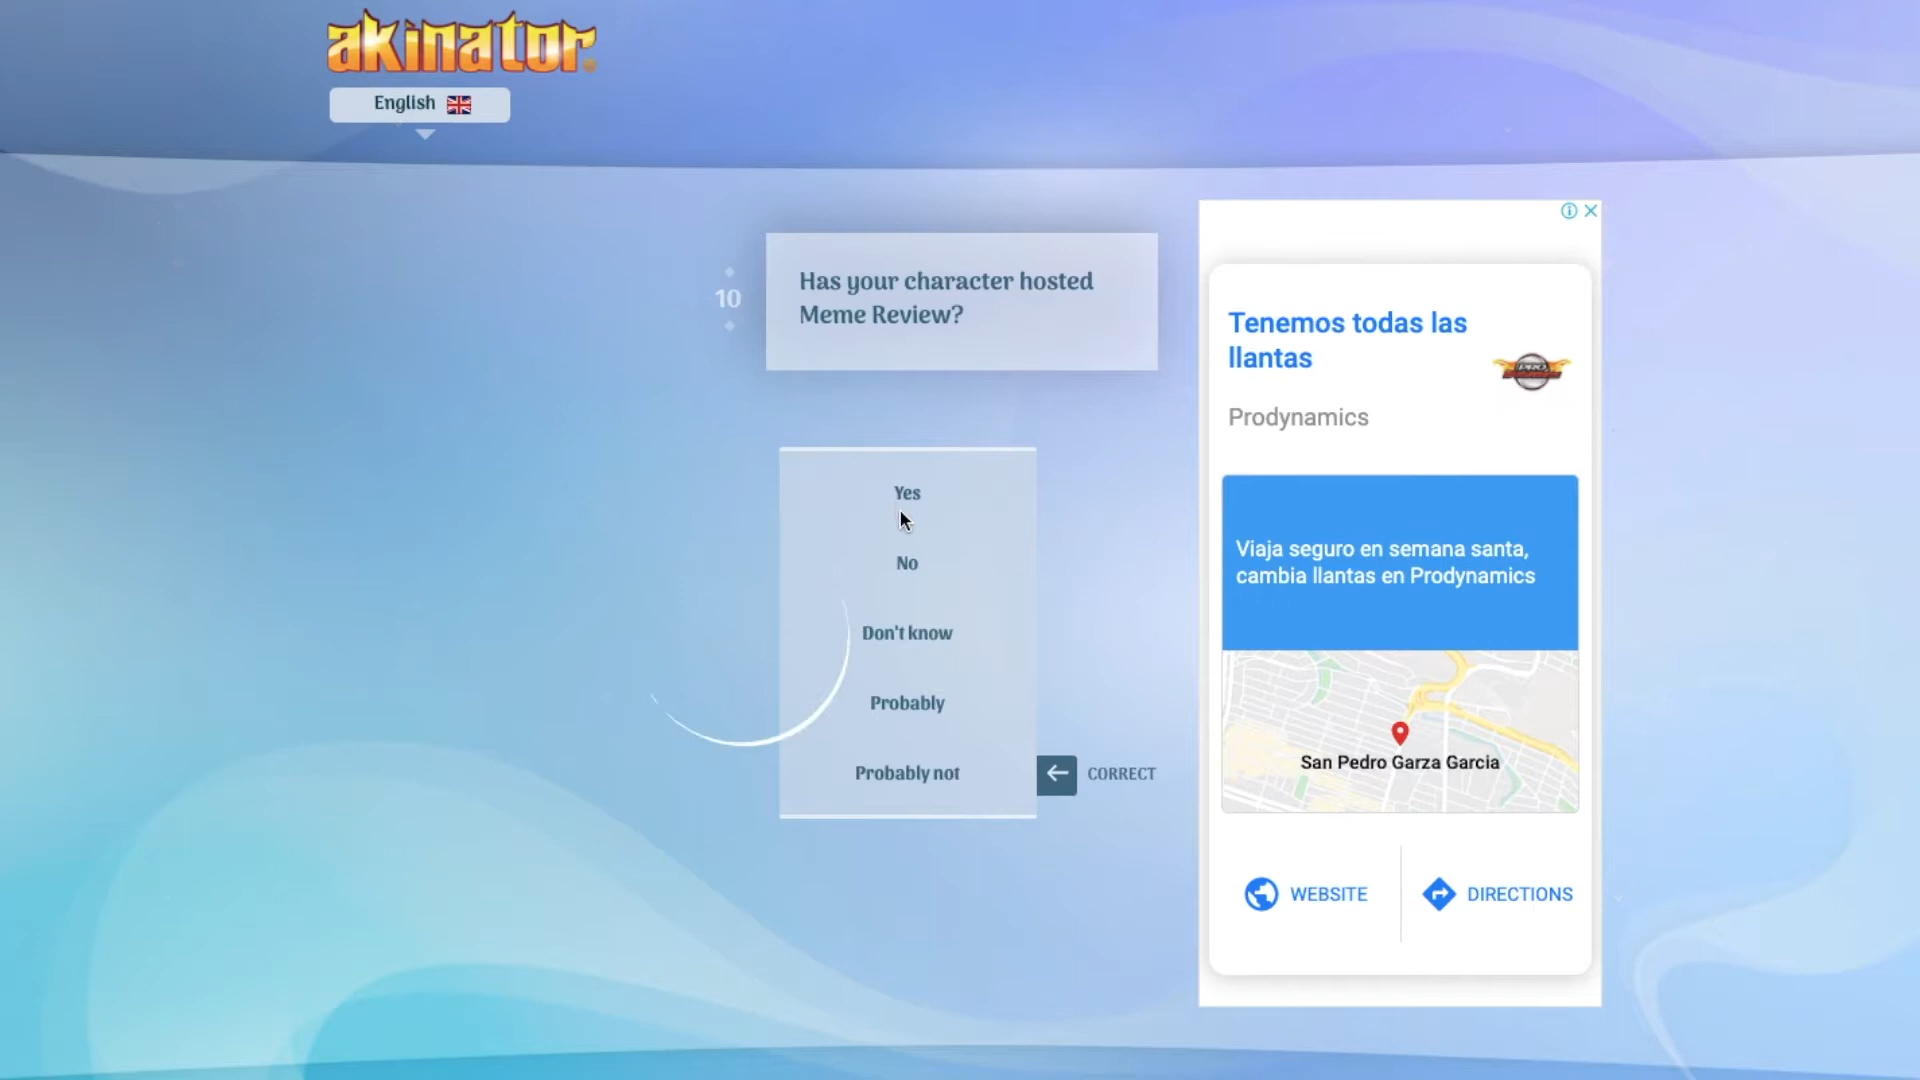 akinator
English
10
Has your character hosted
Meme Review?
Yes
No
Don't know
Probably
Probably not
CORRECT
Tenemos todas las
llantas
PRO
Prodynamics
Viaja seguro en semana santa,
cambia llantas en Prodynamics
San Pedro Garza Garcia
WEBSITE
DIRECTIONS